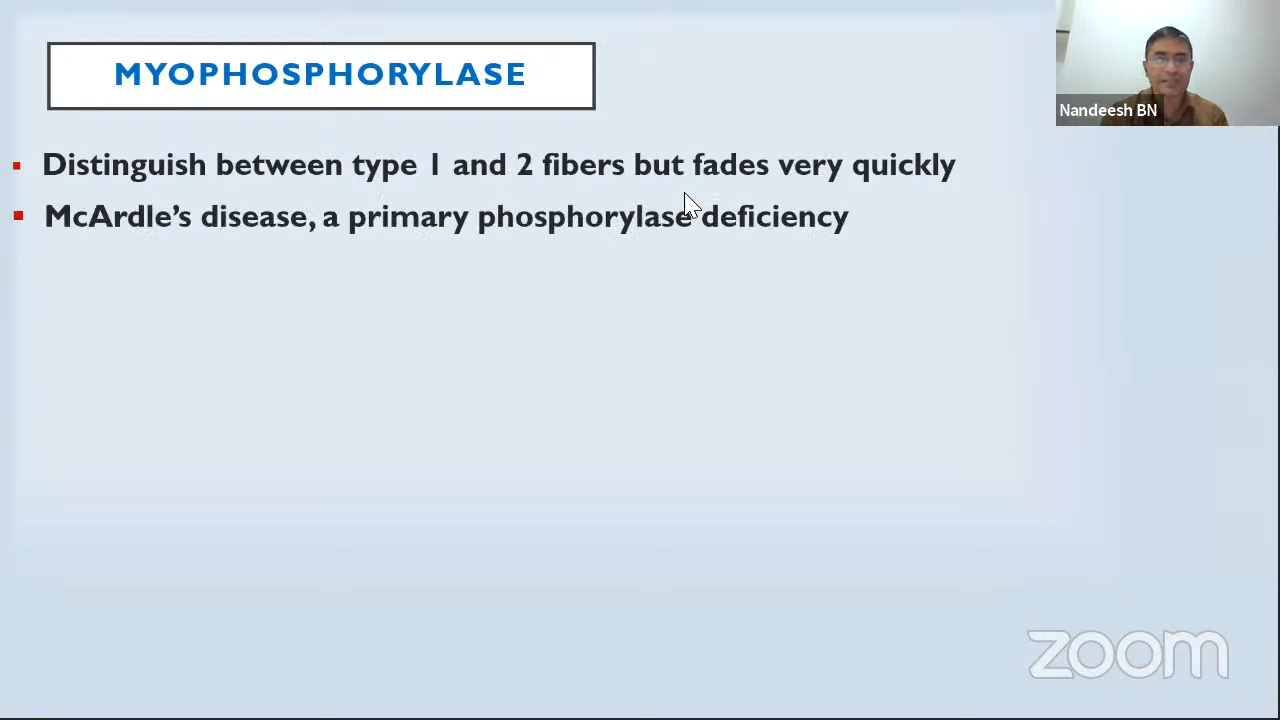 MYOPHOSPHORYLASE
Nandeesh BN
Distinguish between type 1 and 2 fibers but fades very quickly
McArdle's disease, a primary phosphorylase deficiency
zoom